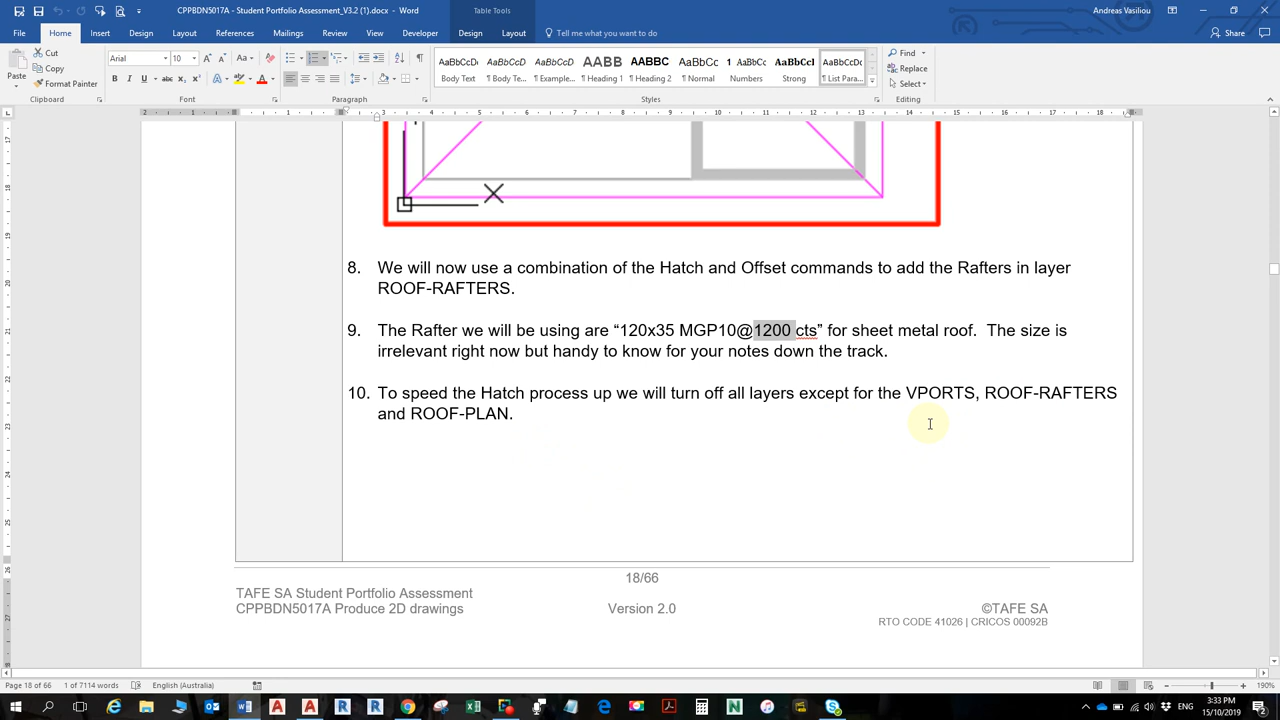 CPPBDN5017A - Student Portfolio Assessment_V3.2 (1).docx - Word
Table Tools
Andreas Vasiliou
File Home Insert Draw Design Layout References Mailings Review View Developer Design Layout Tell me what you want to do
Share
Paste
Cut
Copy
Format Painter
Clipboard
Arial 10
Font
Paragraph
AaBbCcDc AaBbCcD AaBbCcD AABB AABBC AaBbC 1 AaBbCc AaBbCcI AaBbCcDc
Body Text ¶ Body Te... ¶ Example... ¶ Heading 1 ¶ Heading 2 ¶ Normal Numbers Strong ¶ List Para...
Styles
Find
Replace
Select
Editing
8. We will now use a combination of the Hatch and Offset commands to add the Rafters in layer
ROOF-RAFTERS.
9. The Rafter we will be using are “120x35 MGP10@1200 cts” for sheet metal roof. The size is
irrelevant right now but handy to know for your notes down the track.
10. To speed the Hatch process up we will turn off all layers except for the VPORTS, ROOF-RAFTERS
and ROOF-PLAN.
18/66
TAFE SA Student Portfolio Assessment
CPPBDN5017A Produce 2D drawings Version 2.0 ©TAFE SA
RTO CODE 41026 | CRICOS 00092B
Page 18 of 66 1 of 7114 words English (Australia) 190%
ENG
3:33 PM
15/10/2019